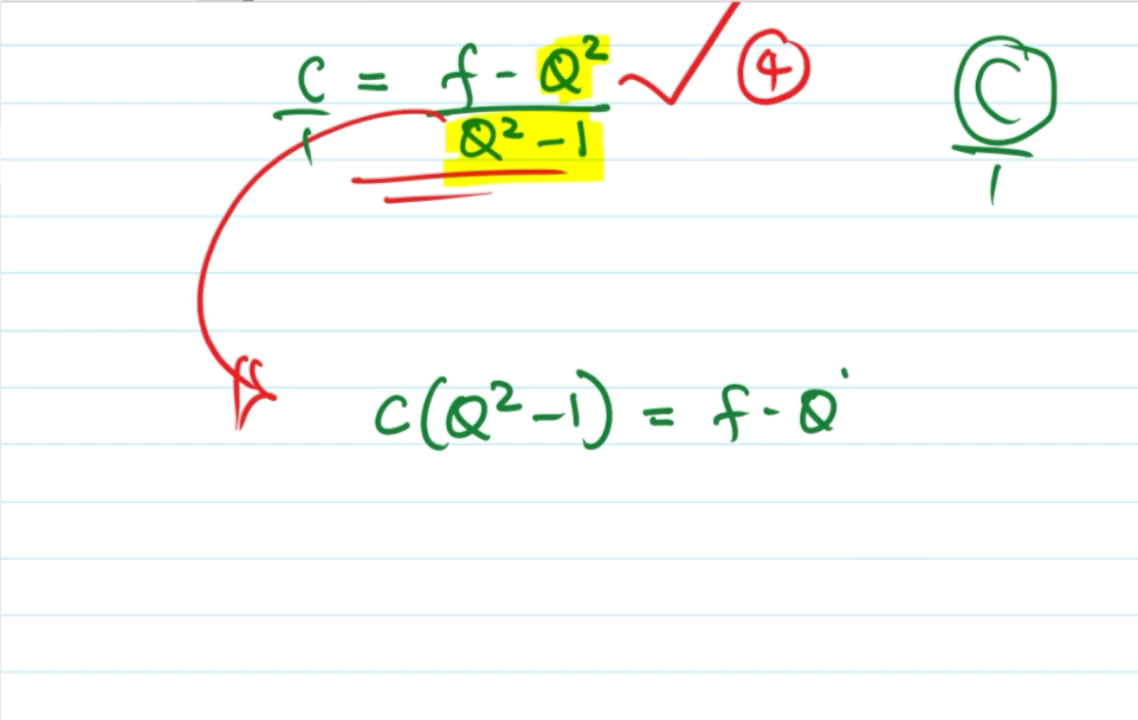 C/1 = (f - Q²)/(Q² - 1) ✓ ④
C/1
C(Q² - 1) = f - Q